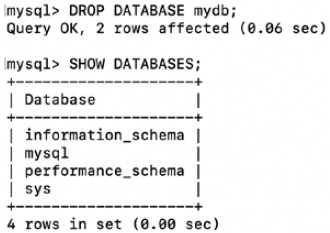 mysql> DROP DATABASE mydb;
Query OK, 2 rows affected (0.06 sec)
mysql> SHOW DATABASES;
+--------------------+
| Database           |
+--------------------+
| information_schema |
| mysql              |
| performance_schema |
| sys                |
+--------------------+
4 rows in set (0.00 sec)